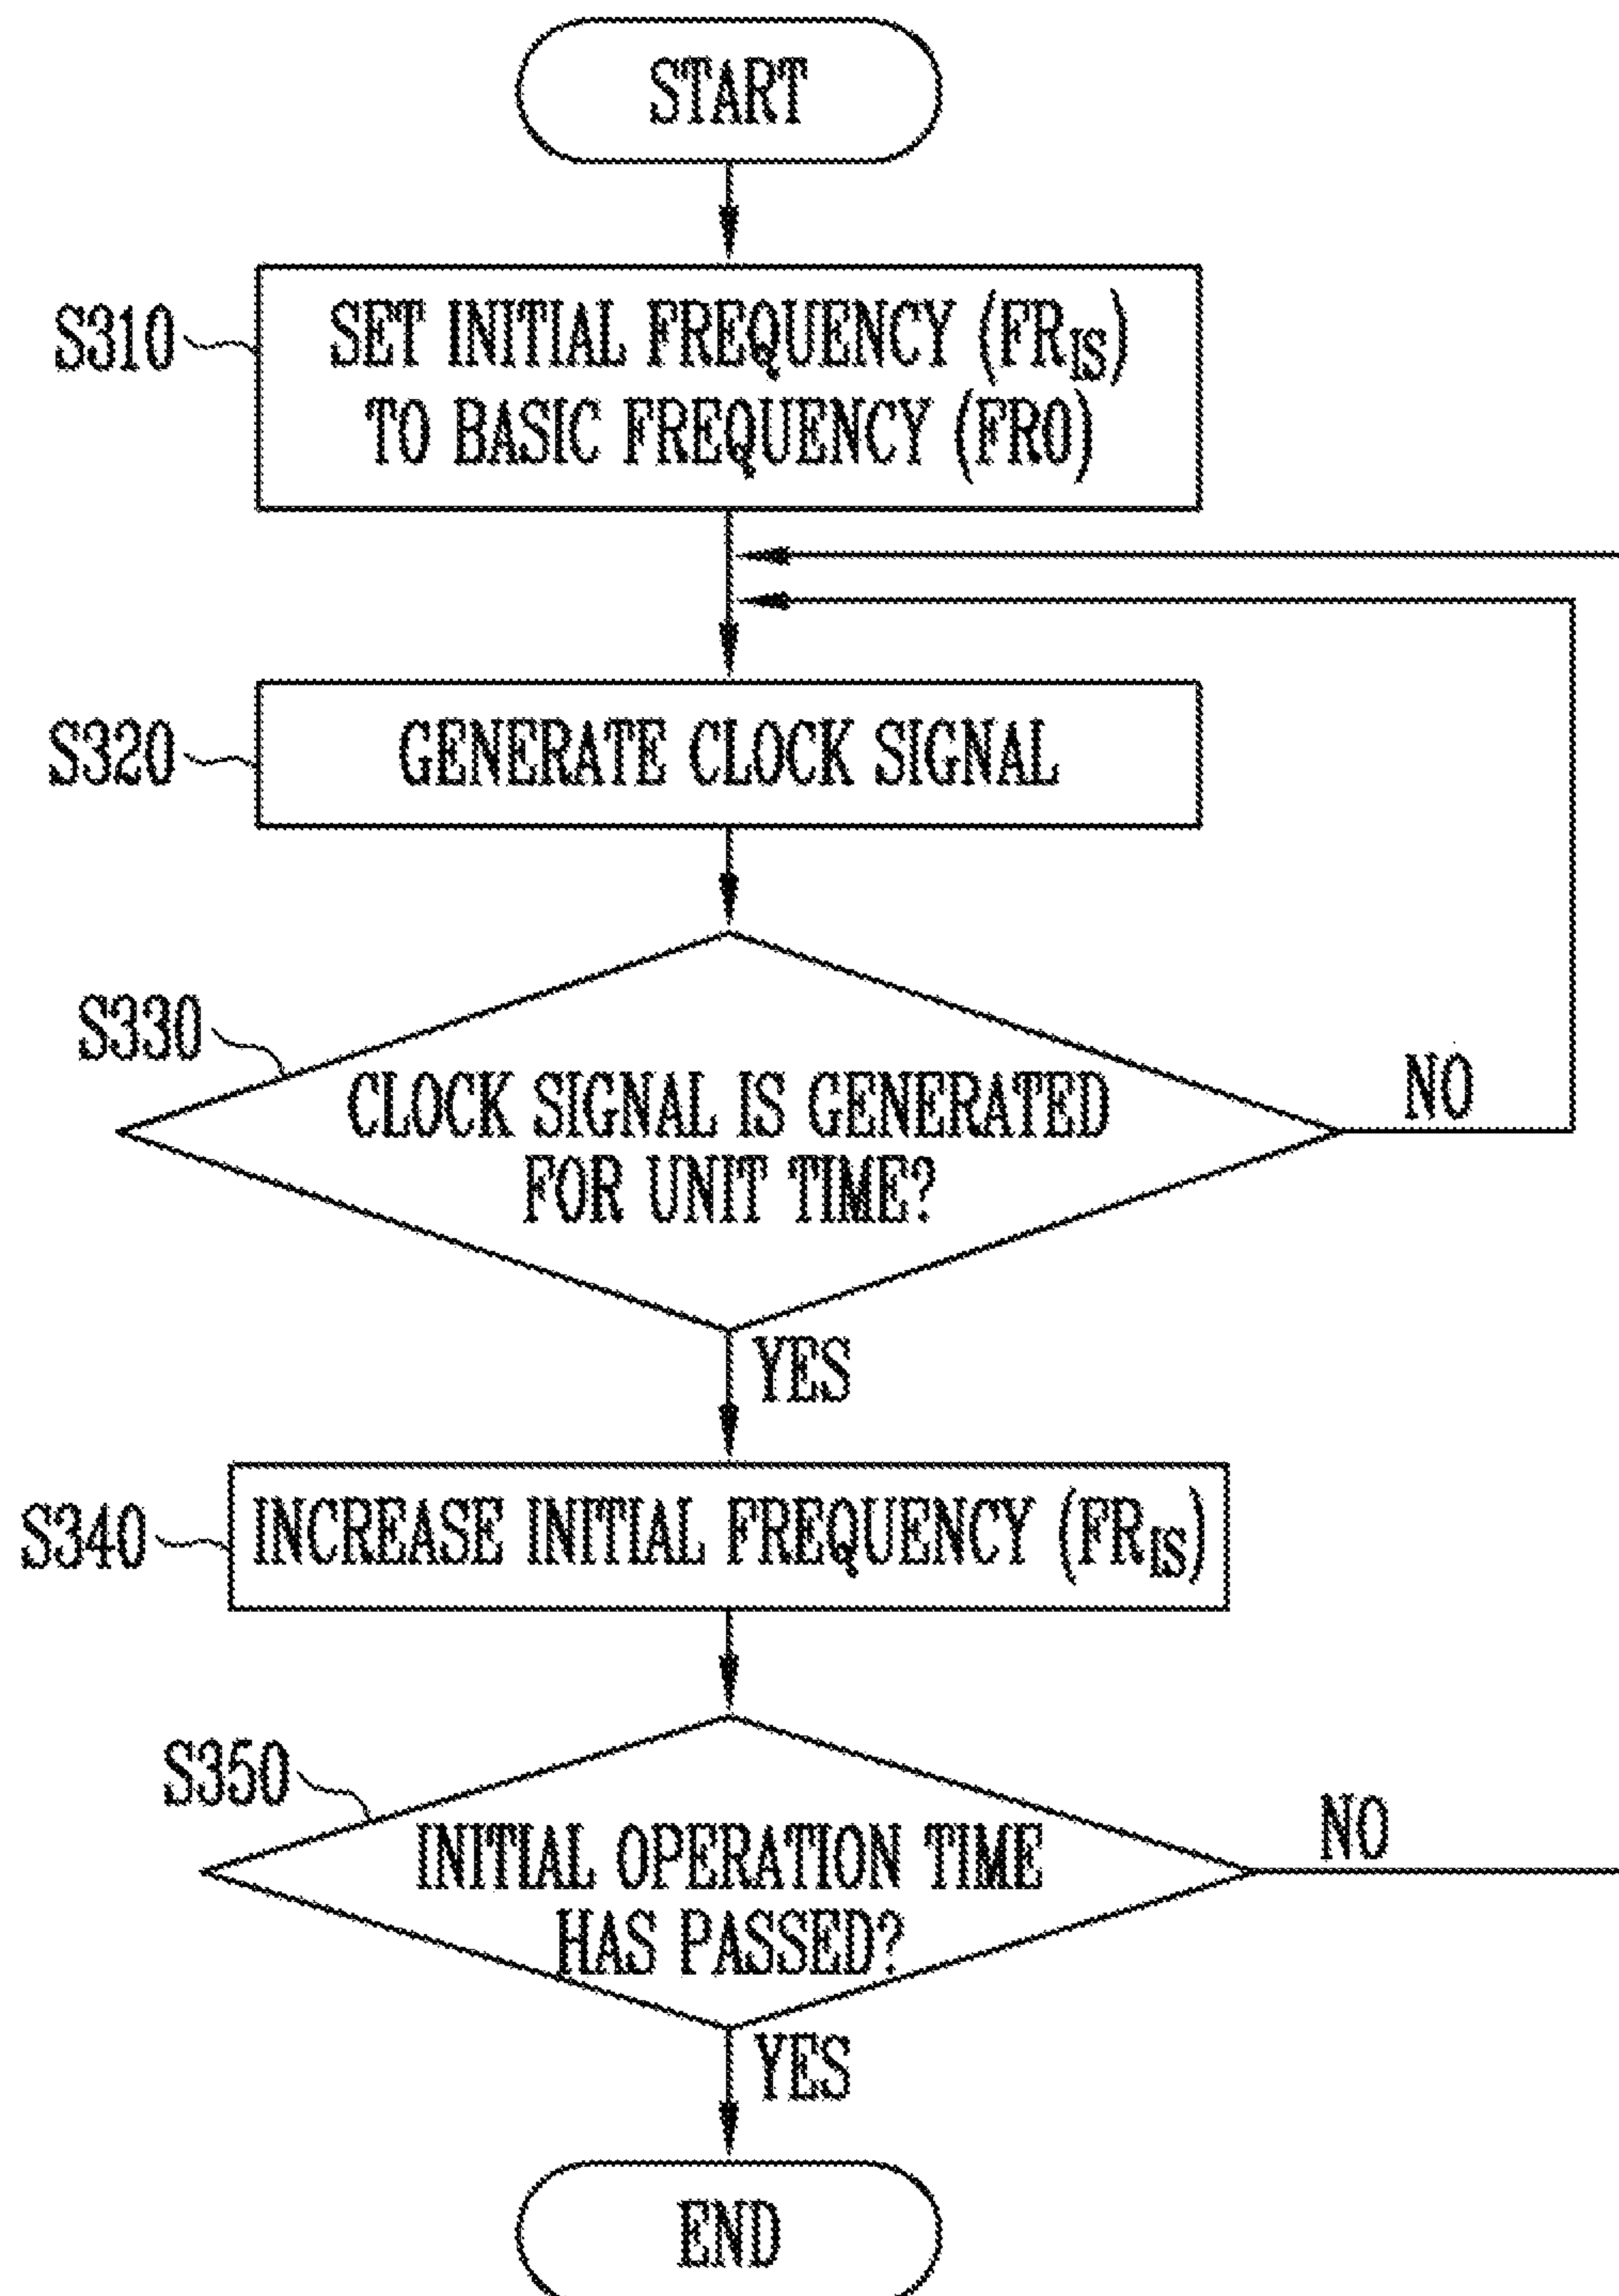 START
S310
SET INITIAL FREQUENCY (FRIS)
TO BASIC FREQUENCY (FR0)
S320
GENERATE CLOCK SIGNAL
S330
CLOCK SIGNAL IS GENERATED
FOR UNIT TIME?
NO
YES
S340
INCREASE INITIAL FREQUENCY (FRIS)
S350
INITIAL OPERATION TIME
HAS PASSED?
NO
YES
END